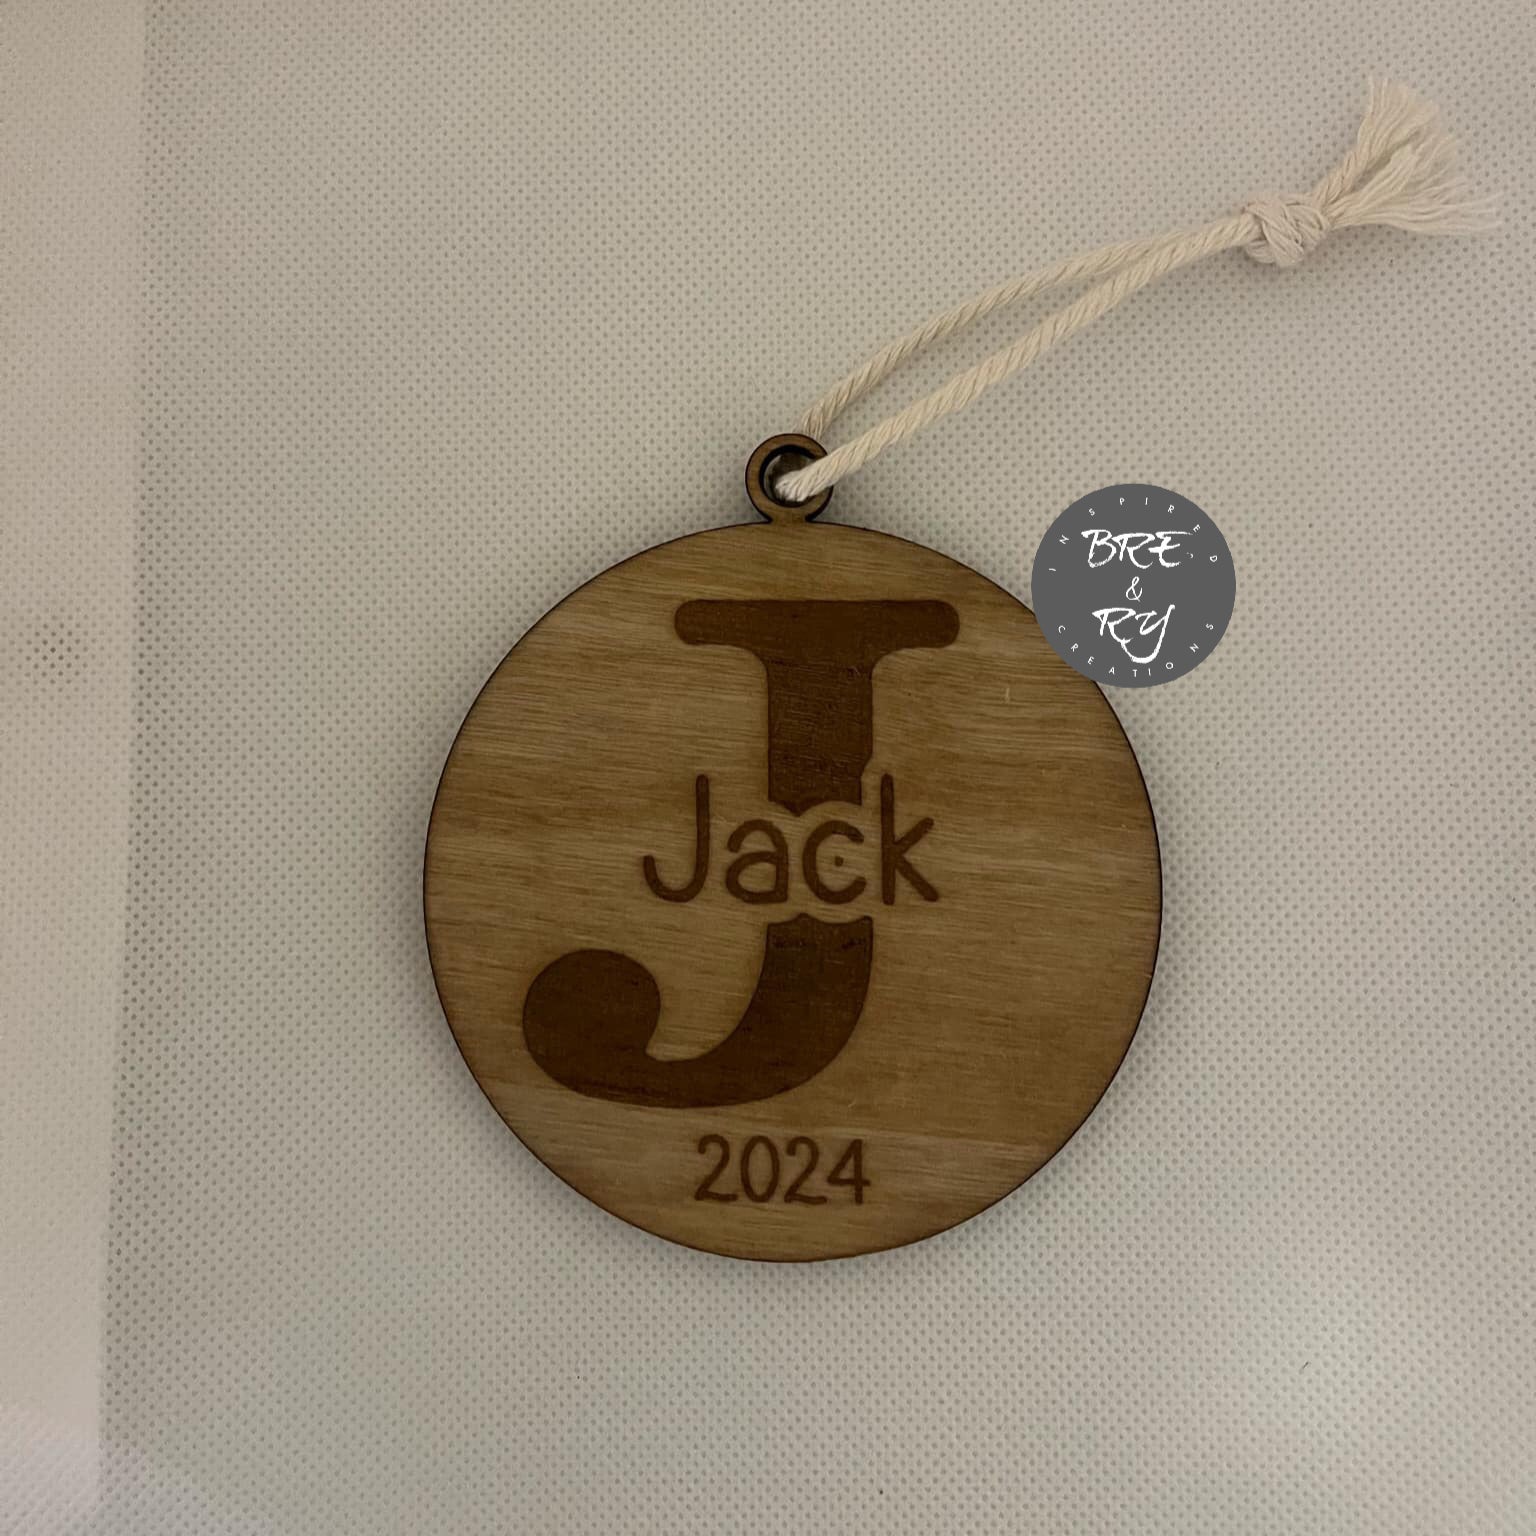 INSPIRED
BRE
&
RY
CREATIONS
J
Jack
2024